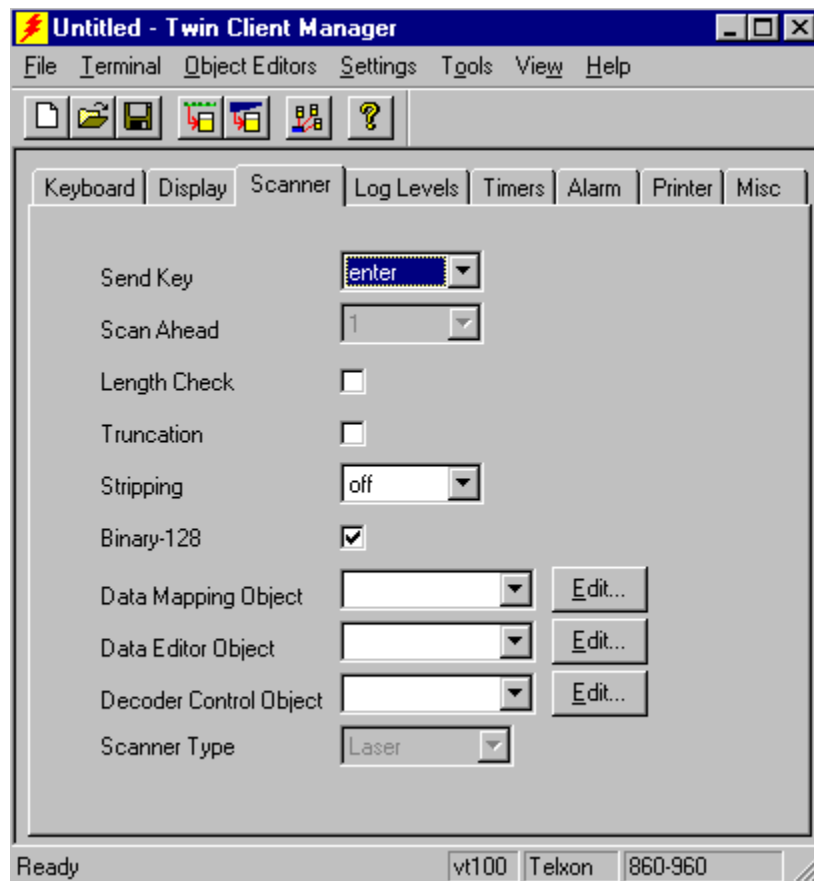 Untitled - Twin Client Manager
File Terminal Object Editors Settings Tools View Help
Keyboard Display Scanner Log Levels Timers Alarm Printer Misc
Send Key enter
Scan Ahead 1
Length Check
Truncation
Stripping off
Binary-128
Data Mapping Object Edit...
Data Editor Object Edit...
Decoder Control Object Edit...
Scanner Type Laser
Ready vt100 Telxon 860-960